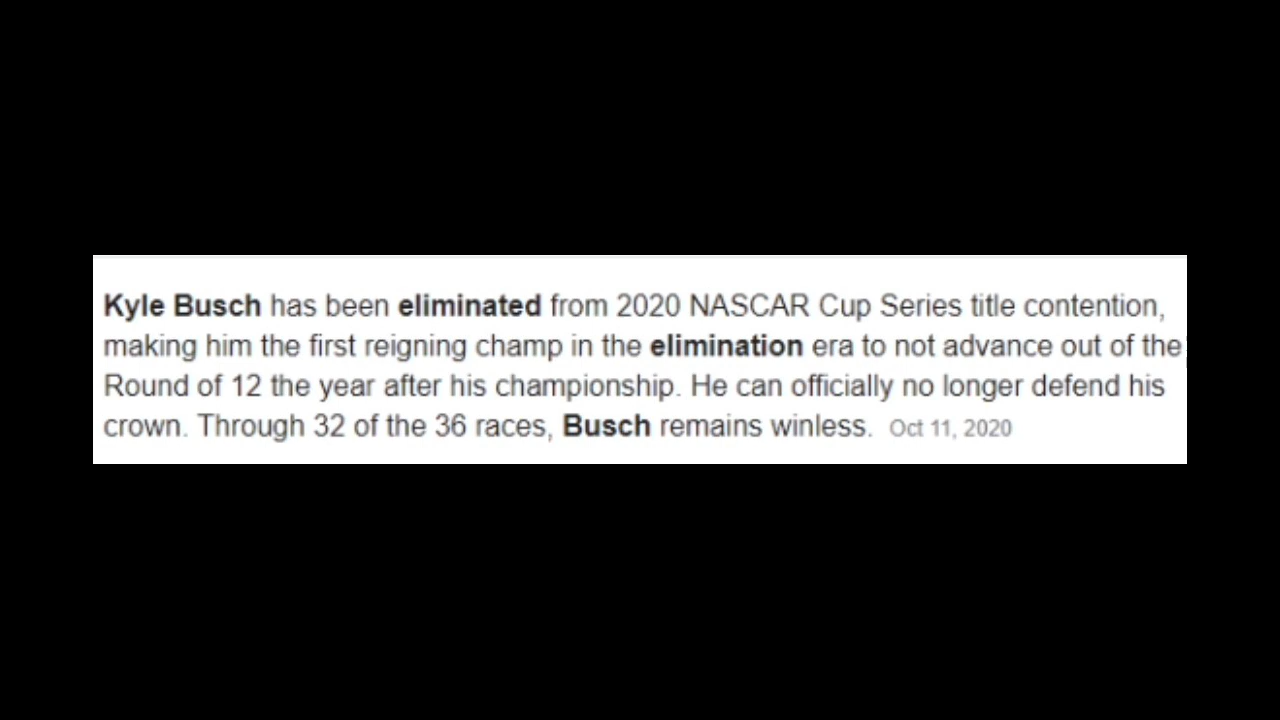 Kyle Busch has been eliminated from 2020 NASCAR Cup Series title contention,
making him the first reigning champ in the elimination era to not advance out of the
Round of 12 the year after his championship. He can officially no longer defend his
crown. Through 32 of the 36 races, Busch remains winless. Oct 11, 2020